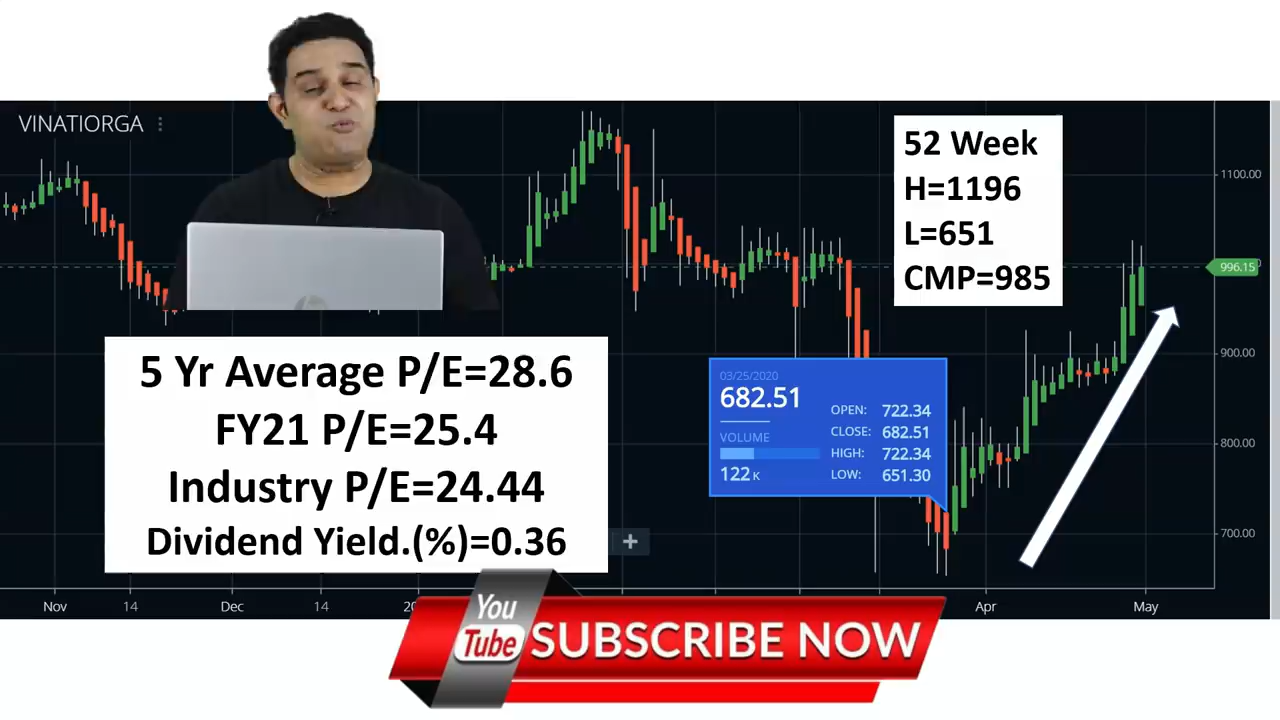 VINATIORGA
52 Week
H=1196
L=651
CMP=985
1100.00
996.15
900.00
800.00
700.00
5 Yr Average P/E=28.6
FY21 P/E=25.4
Industry P/E=24.44
Dividend Yield.(%)=0.36
03/25/2020
682.51
VOLUME
122 K
OPEN: 722.34
CLOSE: 682.51
HIGH: 722.34
LOW: 651.30
+
Nov 14 Dec 14 Apr May
You
Tube
SUBSCRIBE NOW